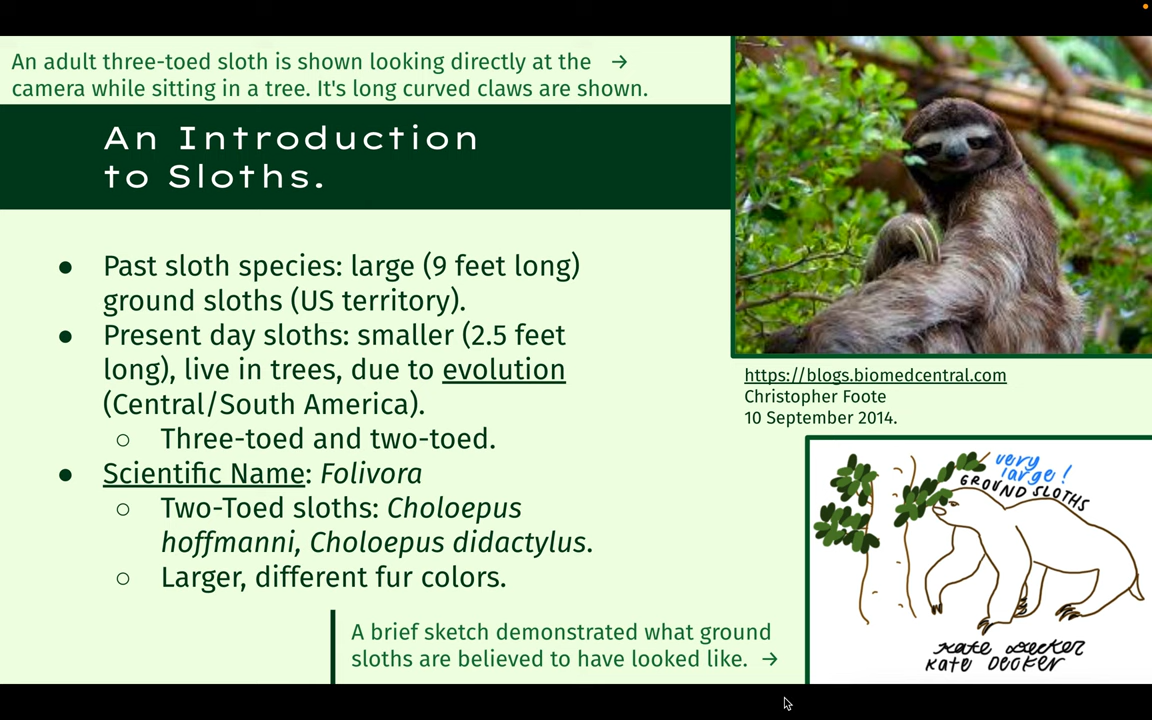 An adult three-toed sloth is shown looking directly at the →
camera while sitting in a tree. It's long curved claws are shown.
An Introduction
to Sloths.
● Past sloth species: large (9 feet long)
ground sloths (US territory).
● Present day sloths: smaller (2.5 feet
long), live in trees, due to evolution
(Central/South America).
○ Three-toed and two-toed.
● Scientific Name: Folivora
○ Two-Toed sloths: Choloepus
hoffmanni, Choloepus didactylus.
○ Larger, different fur colors.
A brief sketch demonstrated what ground
sloths are believed to have looked like. →
https://blogs.biomedcentral.com
Christopher Foote
10 September 2014.
very
large!
GROUND SLOTHS
Kate Decker
KATE DECKER